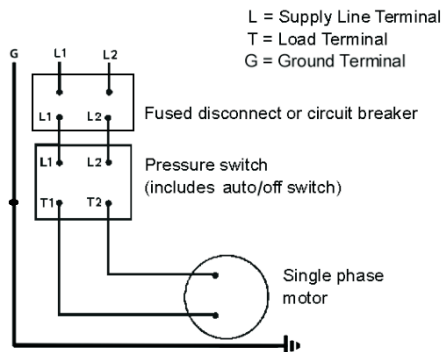 L = Supply Line Terminal
T = Load Terminal
G = Ground Terminal
G L1 L2
L1 L2
Fused disconnect or circuit breaker
L1 L2
Pressure switch
(includes auto/off switch)
T1 T2
Single phase
motor